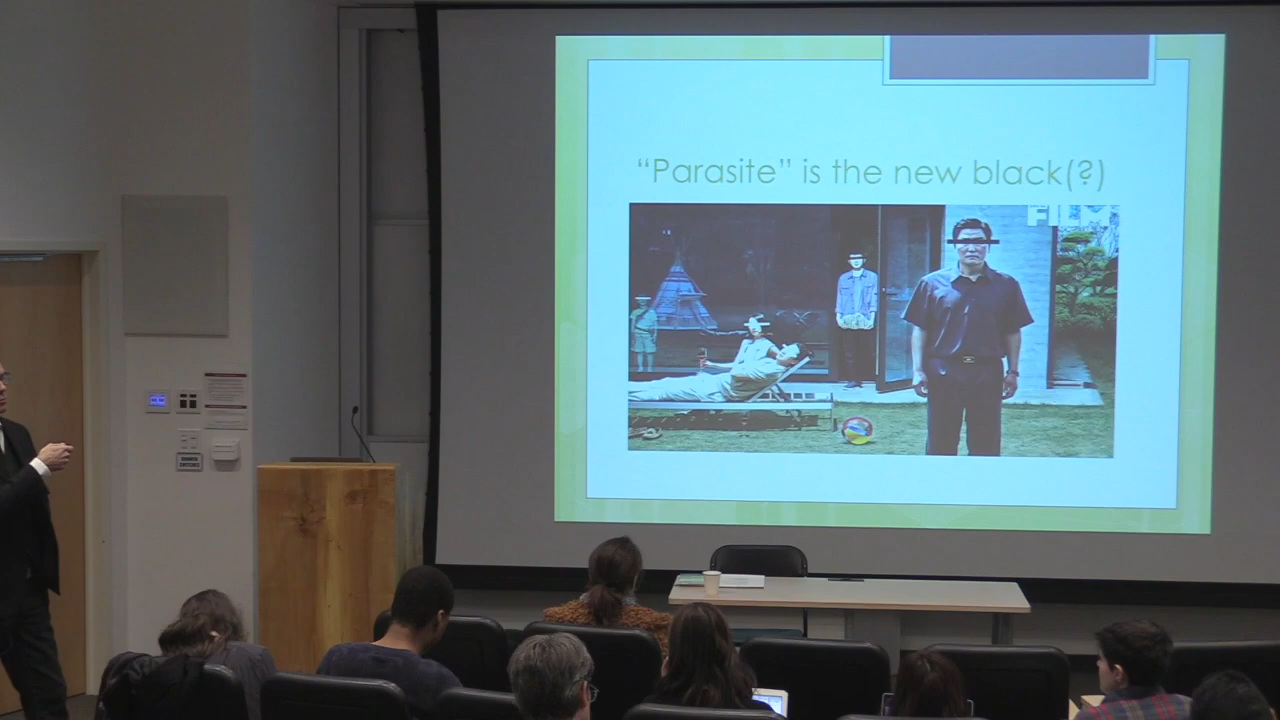 “Parasite” is the new black(?)
FILM